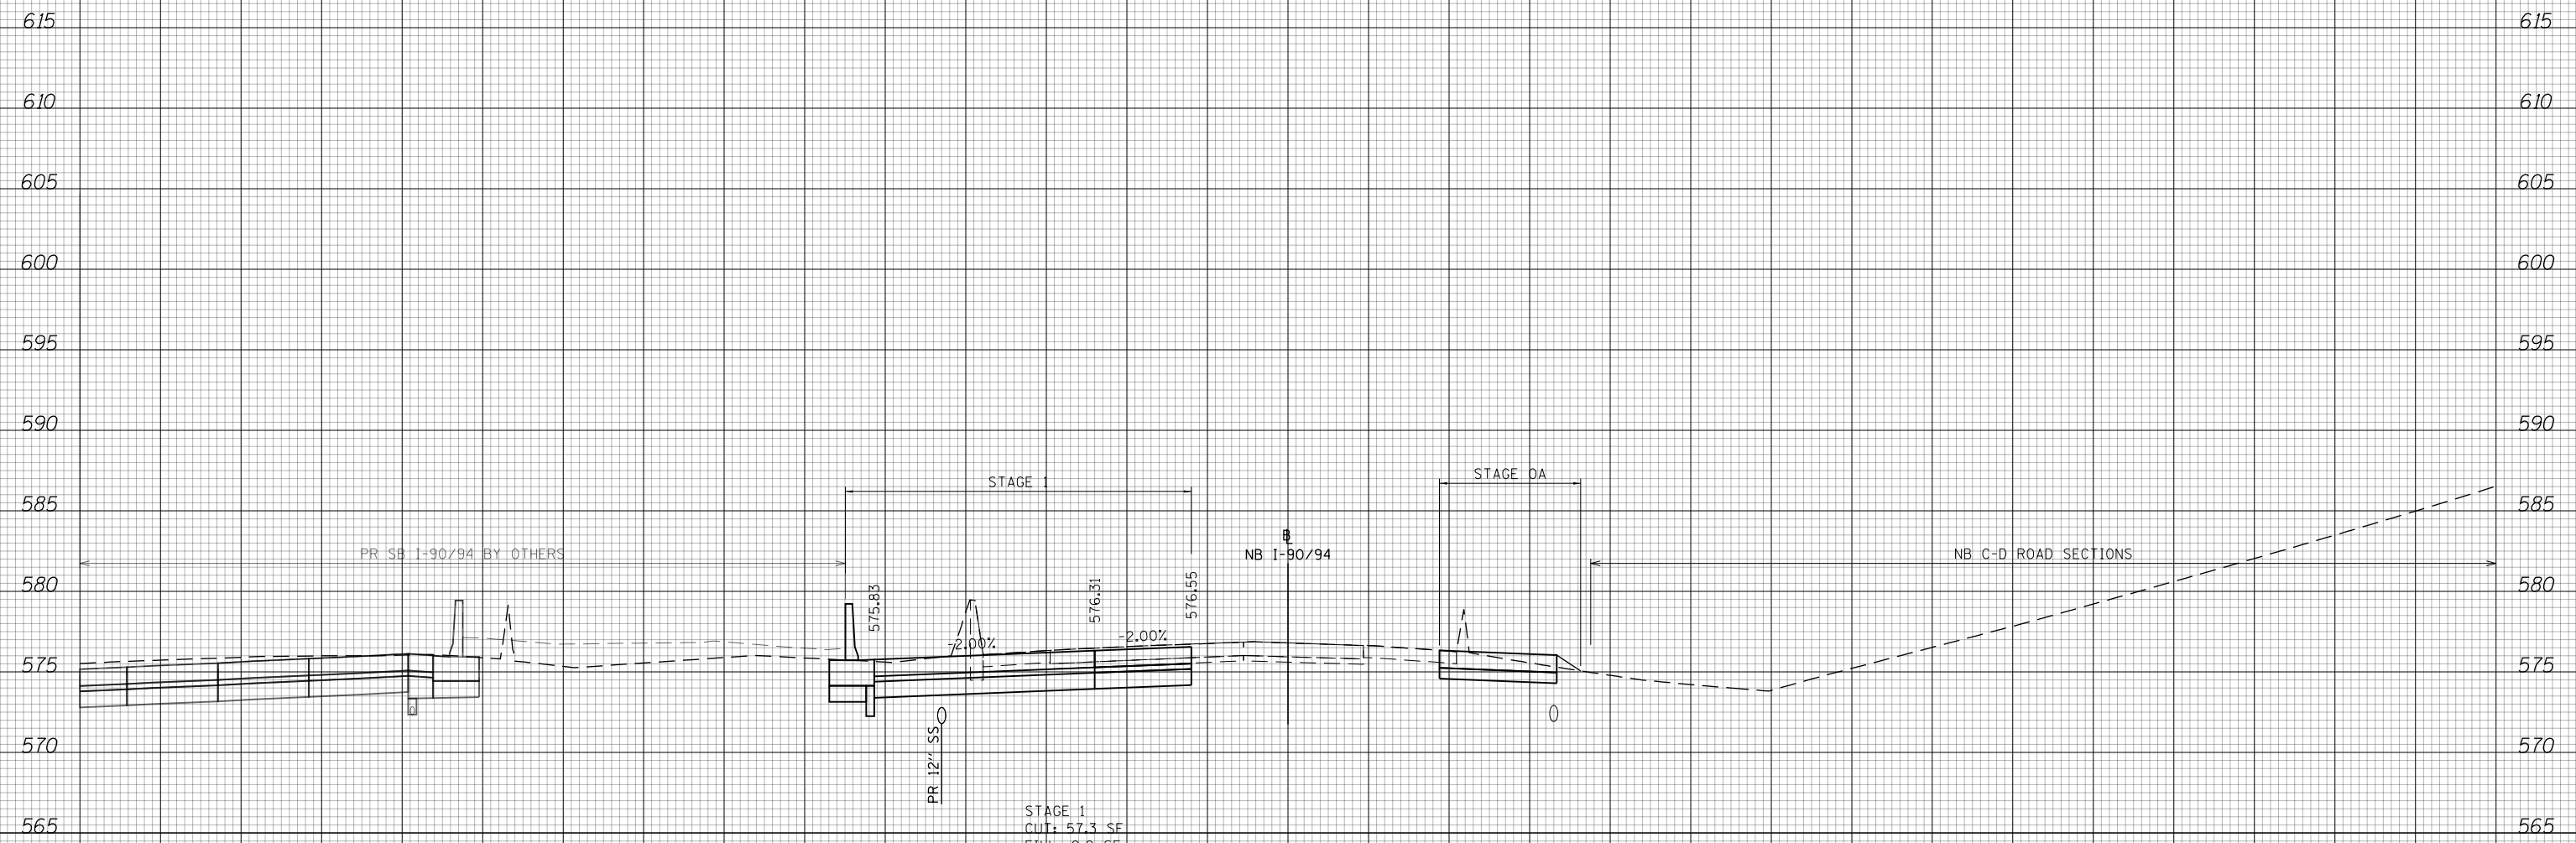 615 615
610 610
605 605
600 600
595 595
590 590
585 585
STAGE 1
STAGE 0A
PR SB I-90/94 BY OTHERS
NB I-90/94
NB C-D ROAD SECTIONS
580 580
575.83
576.31
576.55
-2.00%
-2.00%
575 575
570 570
PR 12" SS
STAGE 1
CUT: 57.3 SF
565 565